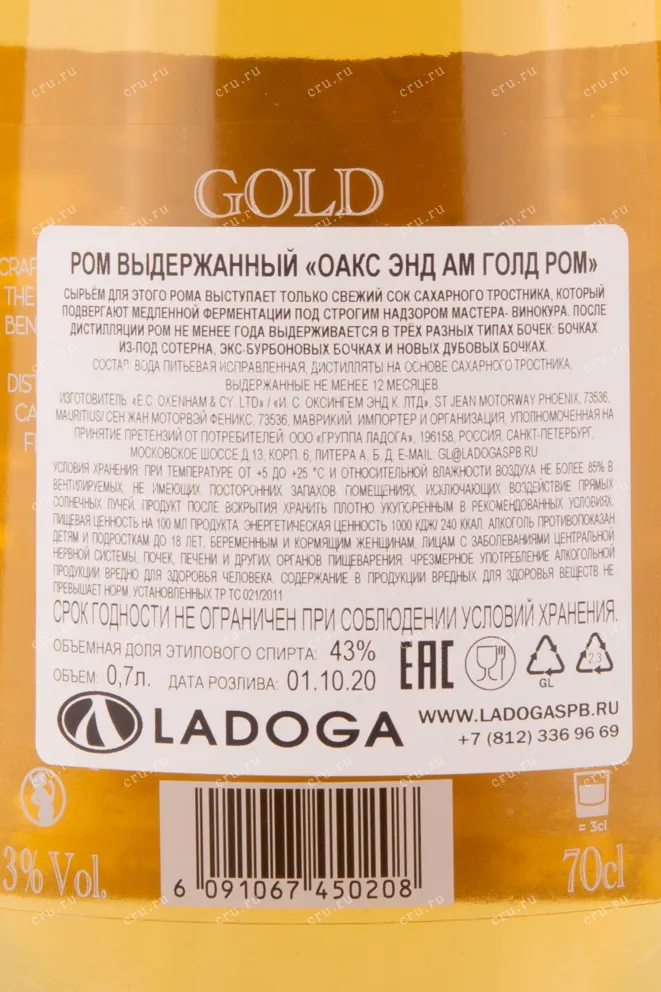 GOLD
CRAF
THE
BEN
DIST
CA
F
РОМ ВЫДЕРЖАННЫЙ «ОАКС ЭНД АМ ГОЛД РОМ»
СЫРЬЁМ ДЛЯ ЭТОГО РОМА ВЫСТУПАЕТ ТОЛЬКО СВЕЖИЙ СОК САХАРНОГО ТРОСТНИКА, КОТОРЫЙ
ПОДВЕРГАЮТ МЕДЛЕННОЙ ФЕРМЕНТАЦИИ ПОД СТРОГИМ НАДЗОРОМ МАСТЕРА- ВИНОКУРА. ПОСЛЕ
ДИСТИЛЛЯЦИИ РОМ НЕ МЕНЕЕ ГОДА ВЫДЕРЖИВАЕТСЯ В ТРЁХ РАЗНЫХ ТИПАХ БОЧЕК: БОЧКАХ
ИЗ-ПОД СОТЕРНА, ЭКС-БУРБОНОВЫХ БОЧКАХ И НОВЫХ ДУБОВЫХ БОЧКАХ.
СОСТАВ: ВОДА ПИТЬЕВАЯ ИСПРАВЛЕННАЯ, ДИСТИЛЛЯТЫ НА ОСНОВЕ САХАРНОГО ТРОСТНИКА,
ВЫДЕРЖАННЫЕ НЕ МЕНЕЕ 12 МЕСЯЦЕВ.
ИЗГОТОВИТЕЛЬ «E.C. OXENHAM & CY. LTD» / «И. С. ОКСИНГЕМ ЭНД К. ЛТД», ST JEAN MOTORWAY PHOENIX, 73536,
MAURITIUS/ СЕН ЖАН МОТОРВЭЙ ФЕНИКС, 73536, МАВРИКИЙ. ИМПОРТЕР И ОРГАНИЗАЦИЯ, УПОЛНОМОЧЕННАЯ НА
ПРИНЯТИЕ ПРЕТЕНЗИЙ ОТ ПОТРЕБИТЕЛЕЙ: ООО «ГРУППА ЛАДОГА», 196158, РОССИЯ, САНКТ-ПЕТЕРБУРГ,
МОСКОВСКОЕ ШОССЕ Д.13, КОРП. 6, ЛИТЕРА А, Б, Д, E-MAIL: GL@LADOGASPB.RU
УСЛОВИЯ ХРАНЕНИЯ: ПРИ ТЕМПЕРАТУРЕ ОТ +5 ДО +25 °С И ОТНОСИТЕЛЬНОЙ ВЛАЖНОСТИ ВОЗДУХА НЕ БОЛЕЕ 85% В
ВЕНТИЛИРУЕМЫХ, НЕ ИМЕЮЩИХ ПОСТОРОННИХ ЗАПАХОВ ПОМЕЩЕНИЯХ, ИСКЛЮЧАЮЩИХ ВОЗДЕЙСТВИЕ ПРЯМЫХ
СОЛНЕЧНЫХ ЛУЧЕЙ. ПРОДУКТ ПОСЛЕ ВСКРЫТИЯ ХРАНИТЬ ПЛОТНО УКУПОРЕННЫМ В РЕКОМЕНДОВАННЫХ УСЛОВИЯХ.
ПИЩЕВАЯ ЦЕННОСТЬ НА 100 МЛ ПРОДУКТА: ЭНЕРГЕТИЧЕСКАЯ ЦЕННОСТЬ 1000 КДЖ/ 240 ККАЛ. АЛКОГОЛЬ ПРОТИВОПОКАЗАН
ДЕТЯМ И ПОДРОСТКАМ ДО 18 ЛЕТ, БЕРЕМЕННЫМ И КОРМЯЩИМ ЖЕНЩИНАМ, ЛИЦАМ С ЗАБОЛЕВАНИЯМИ ЦЕНТРАЛЬНОЙ
НЕРВНОЙ СИСТЕМЫ, ПОЧЕК, ПЕЧЕНИ И ДРУГИХ ОРГАНОВ ПИЩЕВАРЕНИЯ. ЧРЕЗМЕРНОЕ УПОТРЕБЛЕНИЕ АЛКОГОЛЬНОЙ
ПРОДУКЦИИ ВРЕДНО ДЛЯ ЗДОРОВЬЯ ЧЕЛОВЕКА. СОДЕРЖАНИЕ В ПРОДУКЦИИ ВРЕДНЫХ ДЛЯ ЗДОРОВЬЯ ВЕЩЕСТВ НЕ
ПРЕВЫШАЕТ НОРМ, УСТАНОВЛЕННЫХ ТР ТС 021/2011
СРОК ГОДНОСТИ НЕ ОГРАНИЧЕН ПРИ СОБЛЮДЕНИИ УСЛОВИЙ ХРАНЕНИЯ.
ОБЪЕМНАЯ ДОЛЯ ЭТИЛОВОГО СПИРТА: 43%
ОБЪЕМ: 0,7л. ДАТА РОЗЛИВА: 01.10.20
EAC
GL
2,3
LADOGA
WWW.LADOGASPB.RU
+7 (812) 336 96 69
= 3cl
3% Vol.
70cl
6 091067 450208
cru.ru